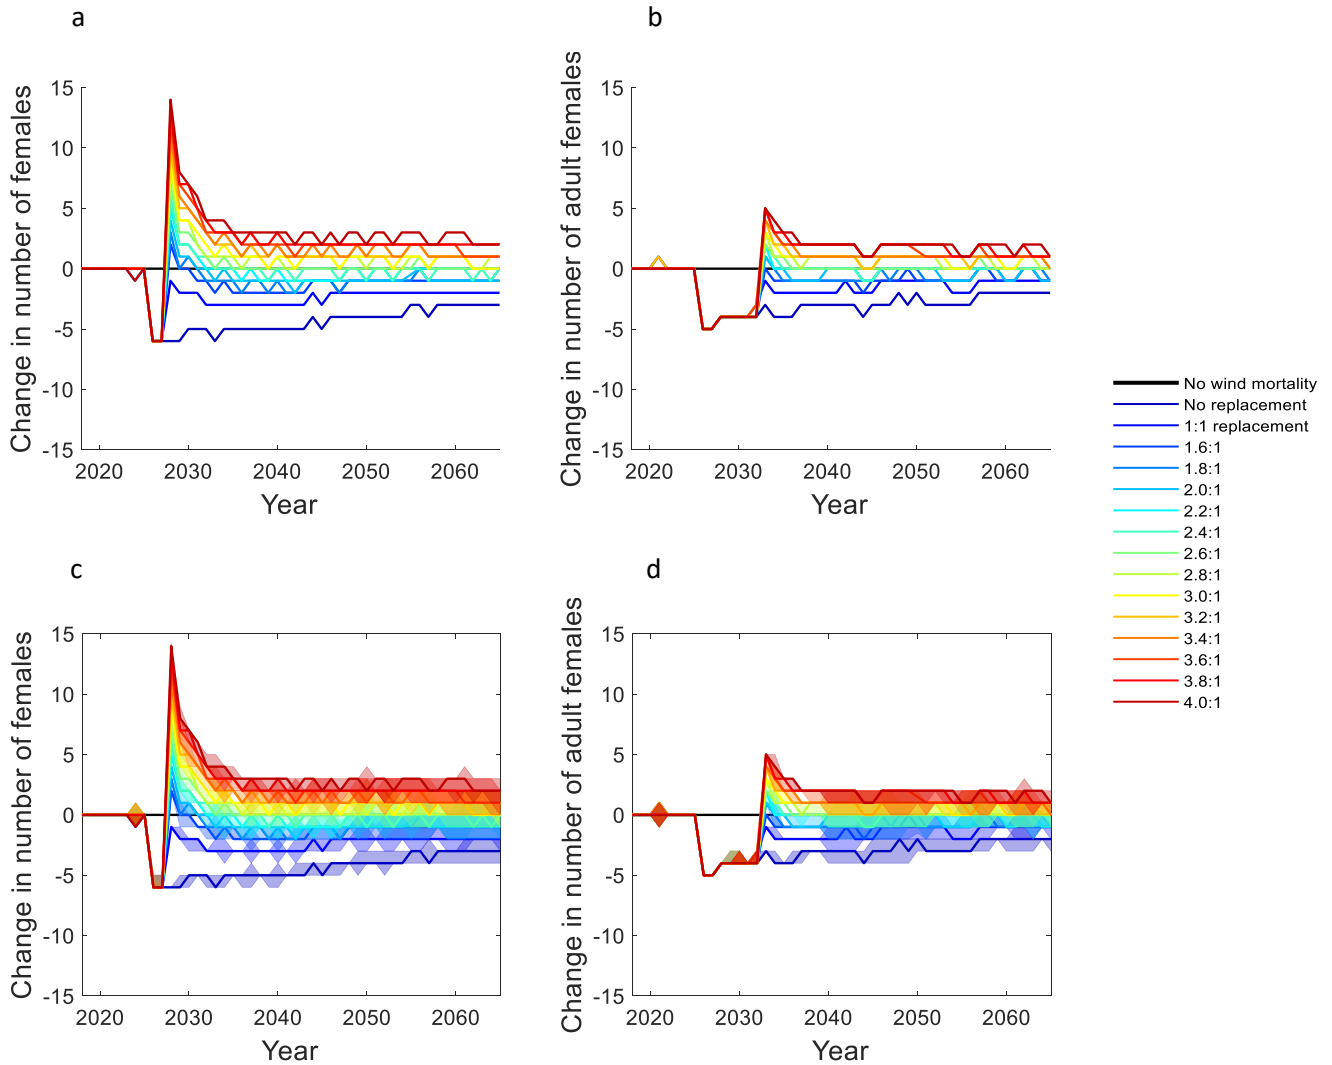 a
b
Change in number of females
15
10
5
0
-5
-10
-15
2020 2030 2040 2050 2060
Year
Change in number of adult females
15
10
5
0
-5
-10
-15
2020 2030 2040 2050 2060
Year
No wind mortality
No replacement
1:1 replacement
1.6:1
1.8:1
2.0:1
2.2:1
2.4:1
2.6:1
2.8:1
3.0:1
3.2:1
3.4:1
3.6:1
3.8:1
4.0:1
c
d
Change in number of females
15
10
5
0
-5
-10
-15
2020 2030 2040 2050 2060
Year
Change in number of adult females
15
10
5
0
-5
-10
-15
2020 2030 2040 2050 2060
Year